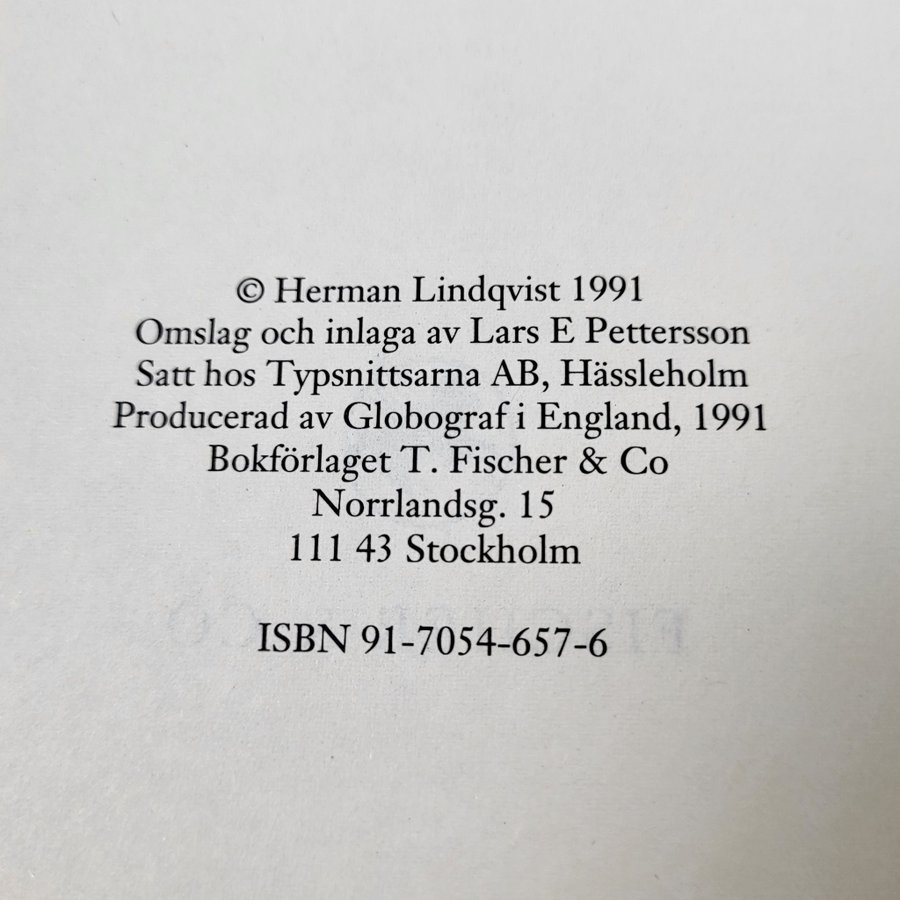 © Herman Lindqvist 1991
Omslag och inlaga av Lars E Pettersson
Satt hos Typsnittsarna AB, Hässleholm
Producerad av Globograf i England, 1991
Bokförlaget T. Fischer & Co
Norrlandsg. 15
111 43 Stockholm
ISBN 91-7054-657-6